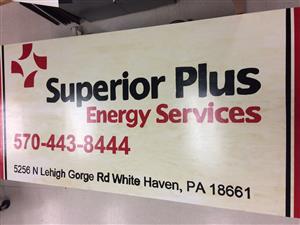 Superior Plus
Energy Services
570-443-8444
5256 N Lehigh Gorge Rd White Haven, PA 18661